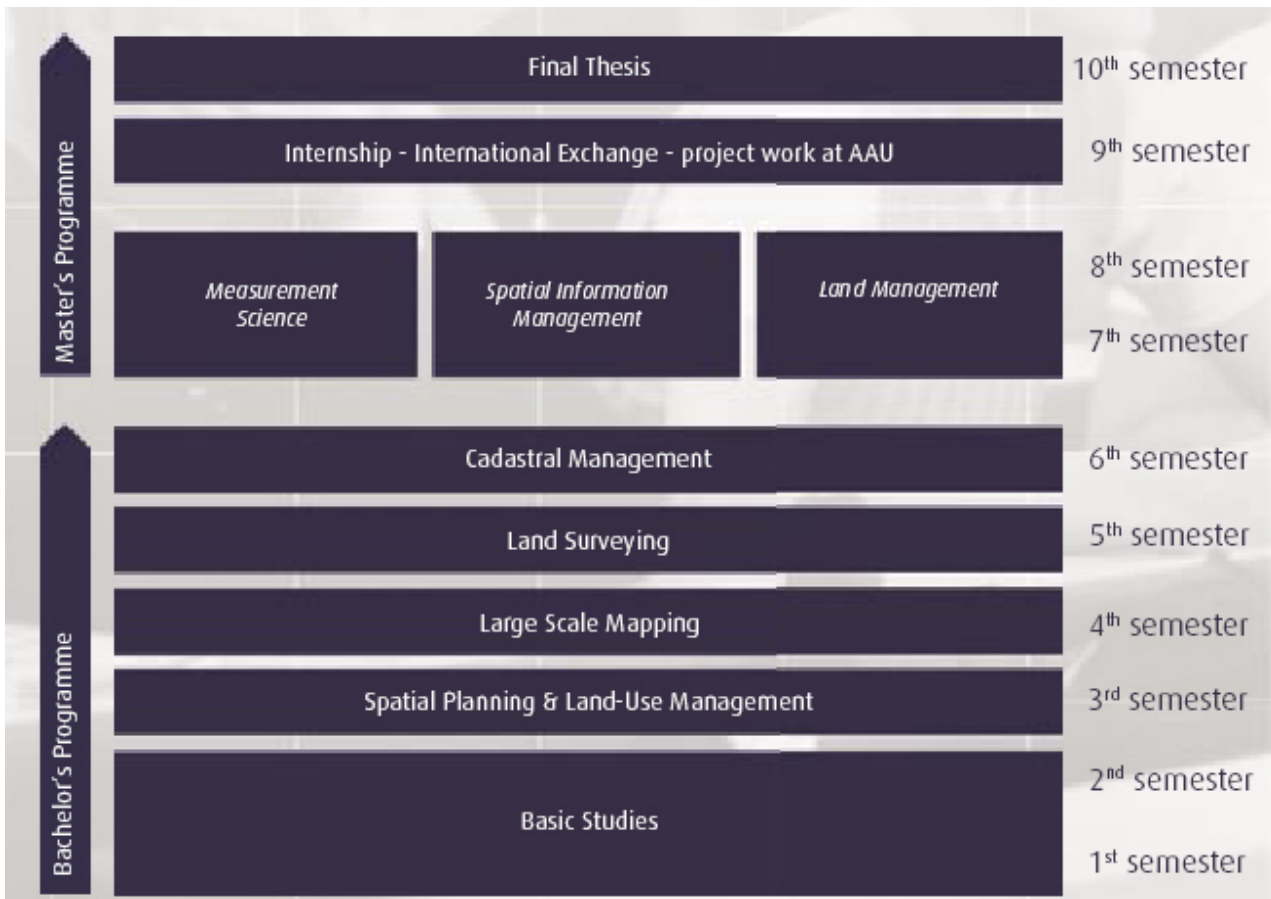 Master's Programme
Final Thesis
10th semester
Internship - International Exchange - project work at AAU
9th semester
Measurement
Science
Spatial Information
Management
Land Management
8th semester
7th semester
Bachelor's Programme
Cadastral Management
6th semester
Land Surveying
5th semester
Large Scale Mapping
4th semester
Spatial Planning & Land-Use Management
3rd semester
Basic Studies
2nd semester
1st semester